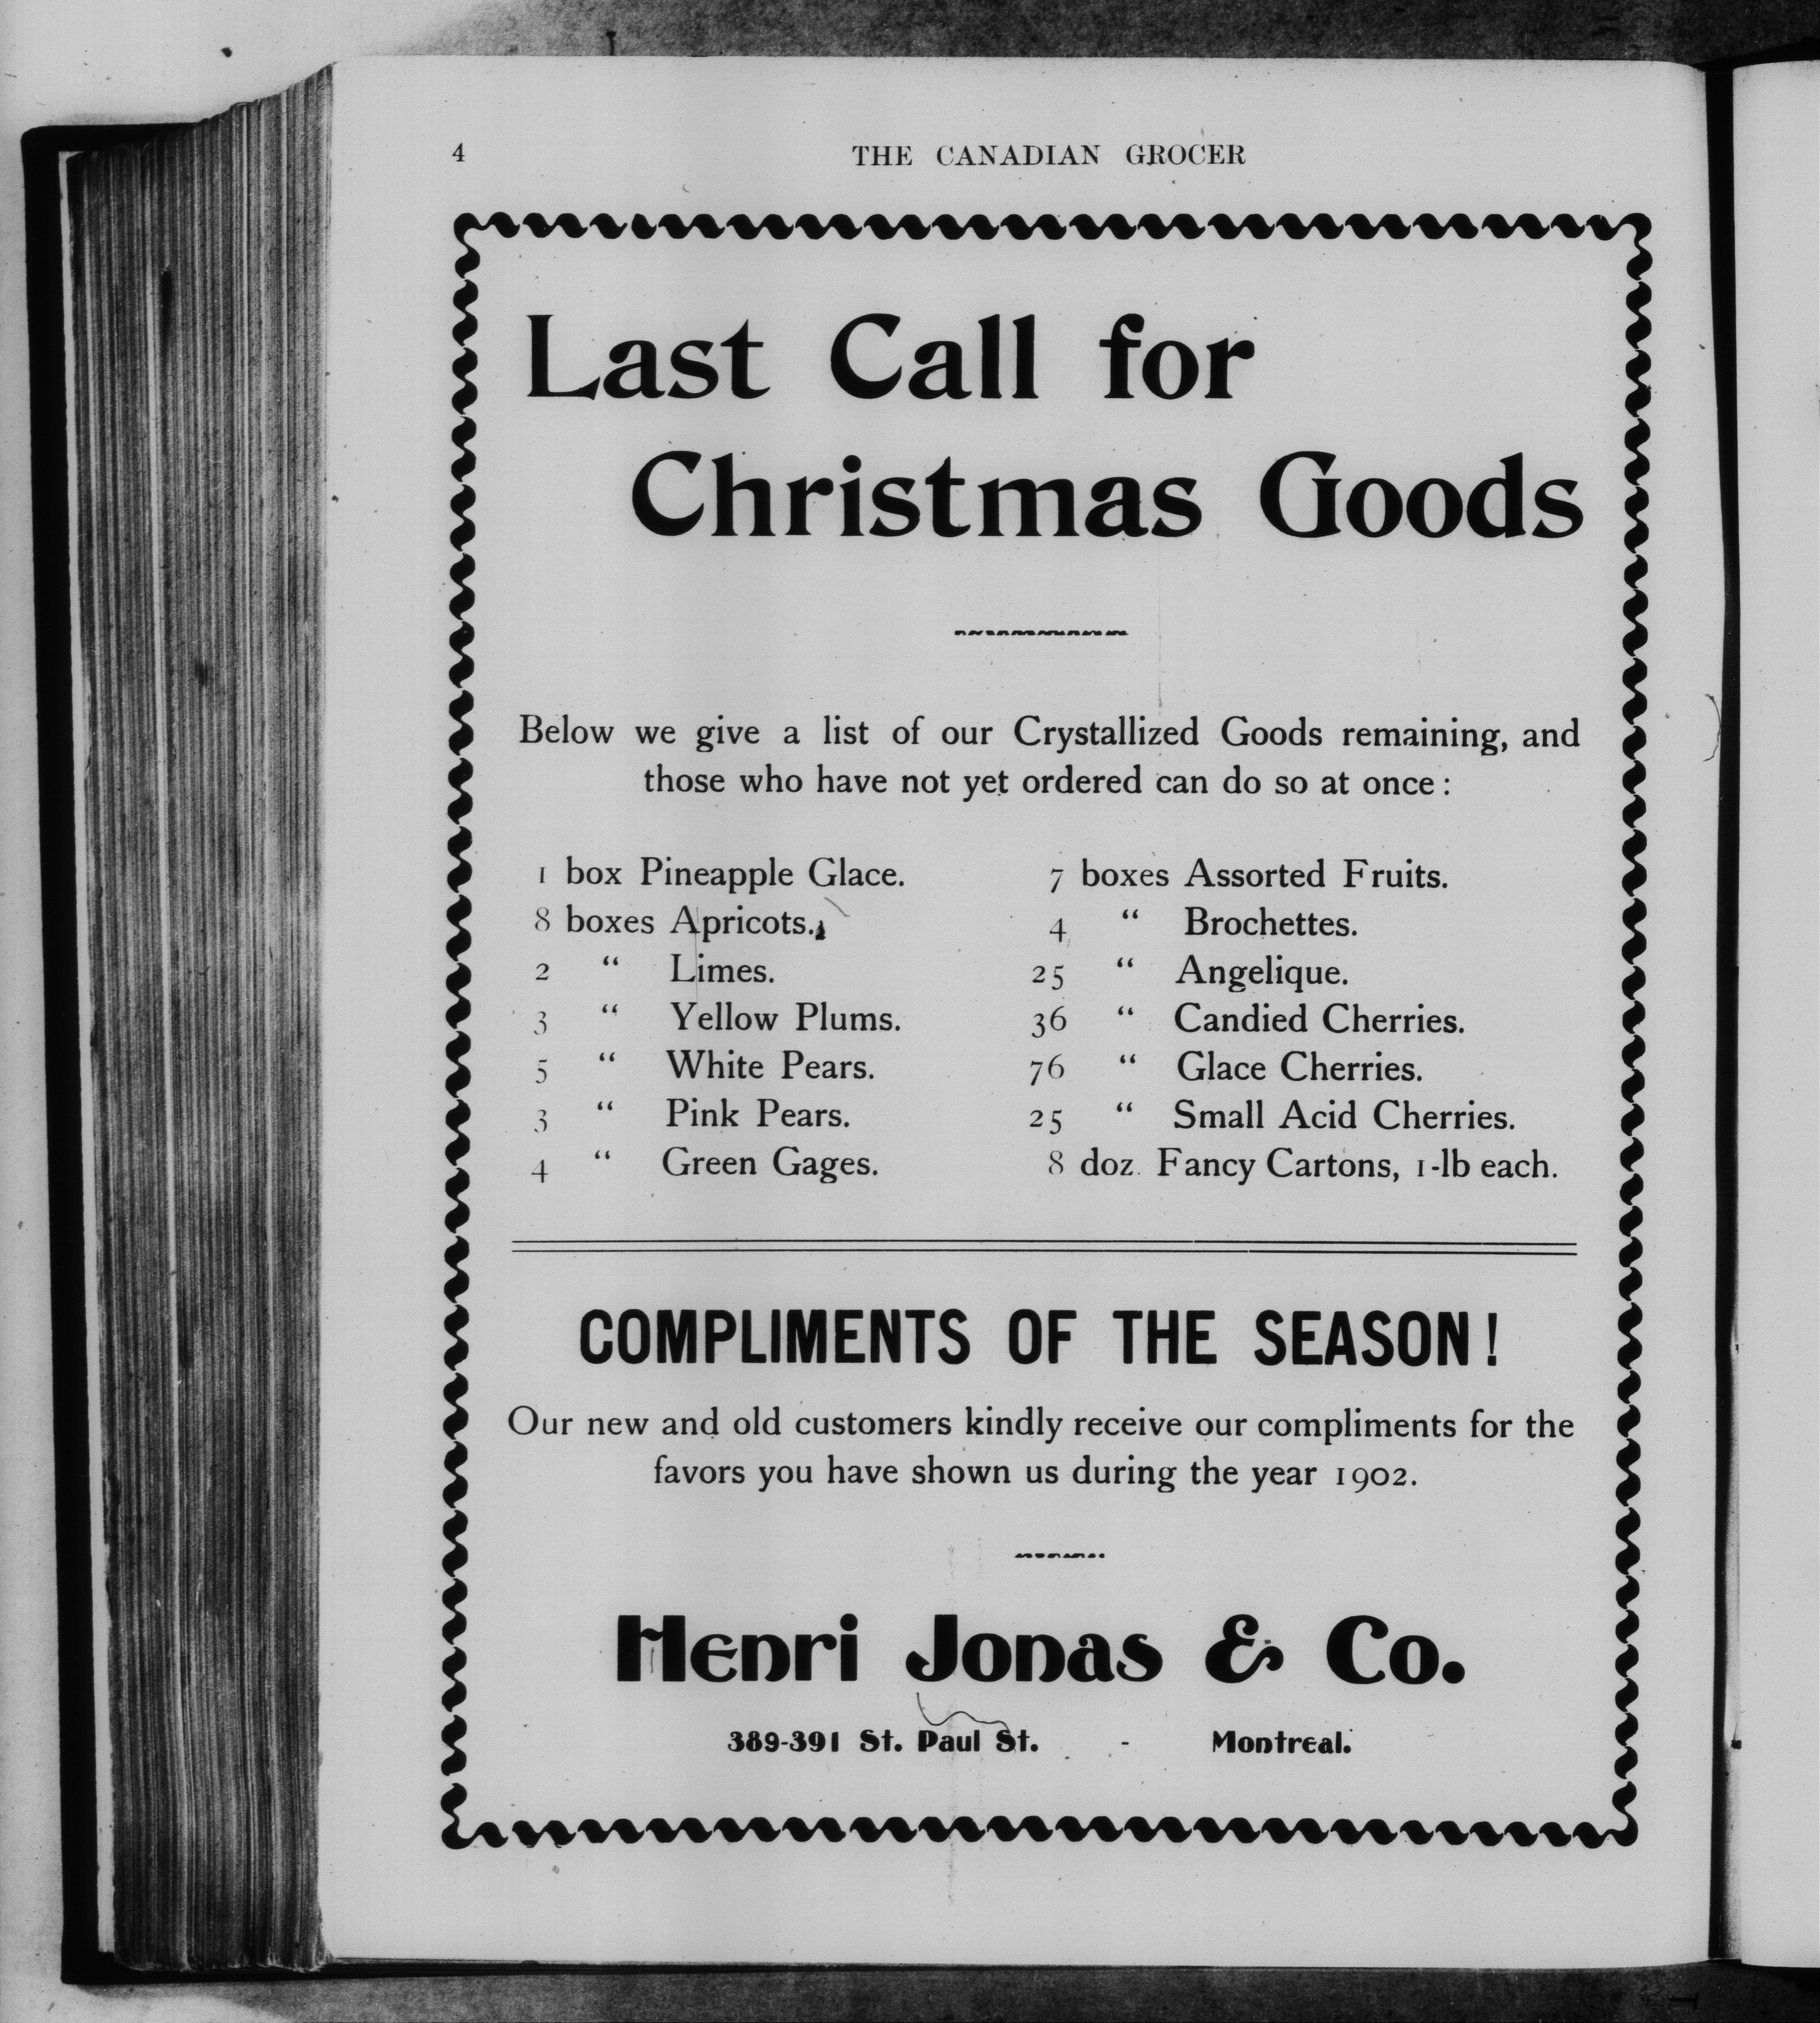 4
THE CANADIAN GROCER
Last Call for
Christmas Goods
Below we give a list of our Crystallized Goods remaining, and
those who have not yet ordered can do so at once:
1 box Pineapple Glace.
8 boxes Apricots.
2 “ Limes.
3 “ Yellow Plums.
5 “ White Pears.
3 “ Pink Pears.
4 “ Green Gages.
7 boxes Assorted Fruits.
4 “ Brochettes.
25 “ Angelique.
36 “ Candied Cherries.
76 “ Glace Cherries.
25 “ Small Acid Cherries.
8 doz. Fancy Cartons, 1-lb each.
COMPLIMENTS OF THE SEASON!
Our new and old customers kindly receive our compliments for the
favors you have shown us during the year 1902.
Henri Jonas & Co.
389-391 St. Paul St. - Montreal.